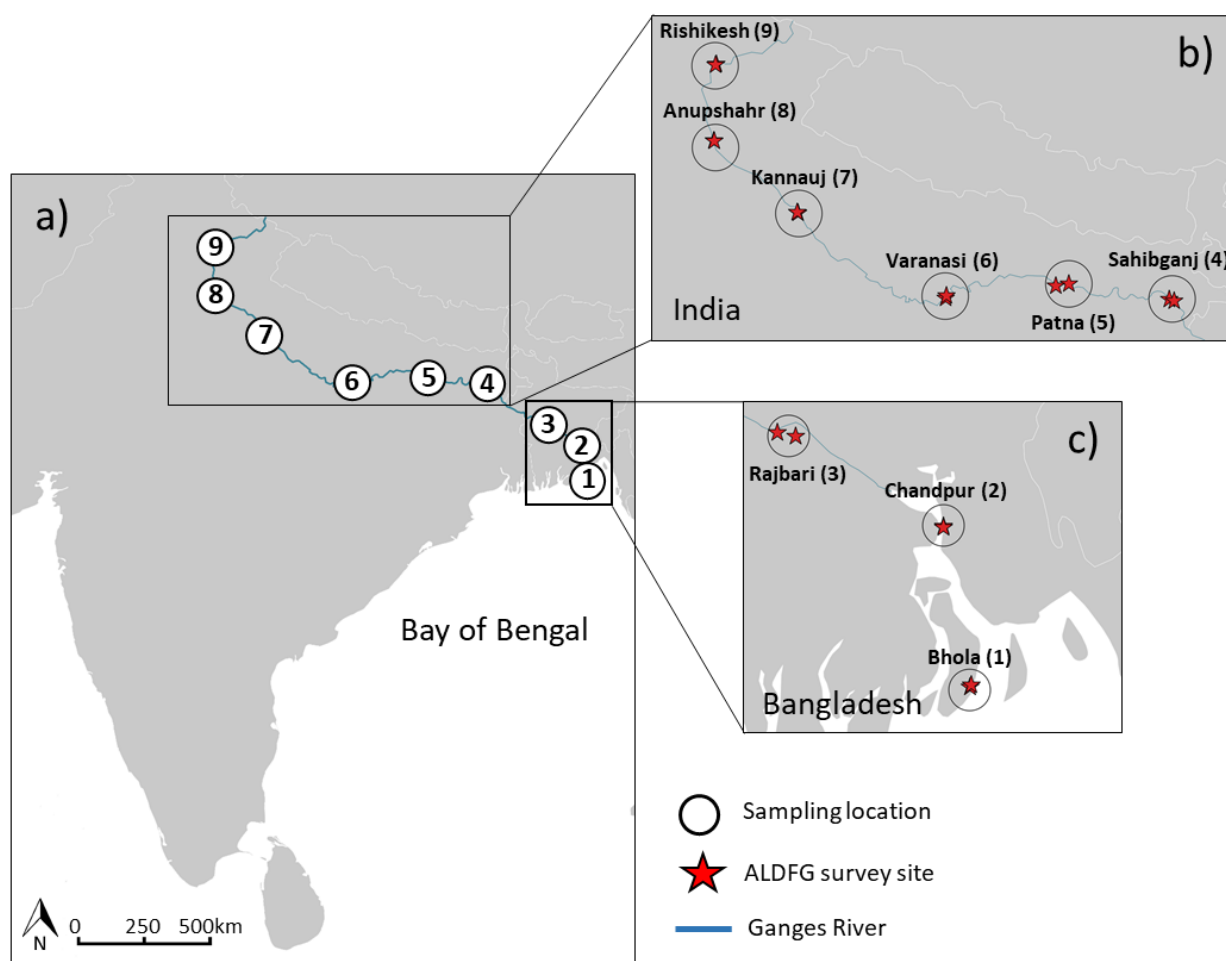 a)
9
8
7
6
5
4
3
2
1
Bay of Bengal
N
0 250 500km
b)
Rishikesh (9)
Anupshahr (8)
Kannauj (7)
Varanasi (6)
Patna (5)
Sahibganj (4)
India
c)
Rajbari (3)
Chandpur (2)
Bhola (1)
Bangladesh
Sampling location
ALDFG survey site
Ganges River